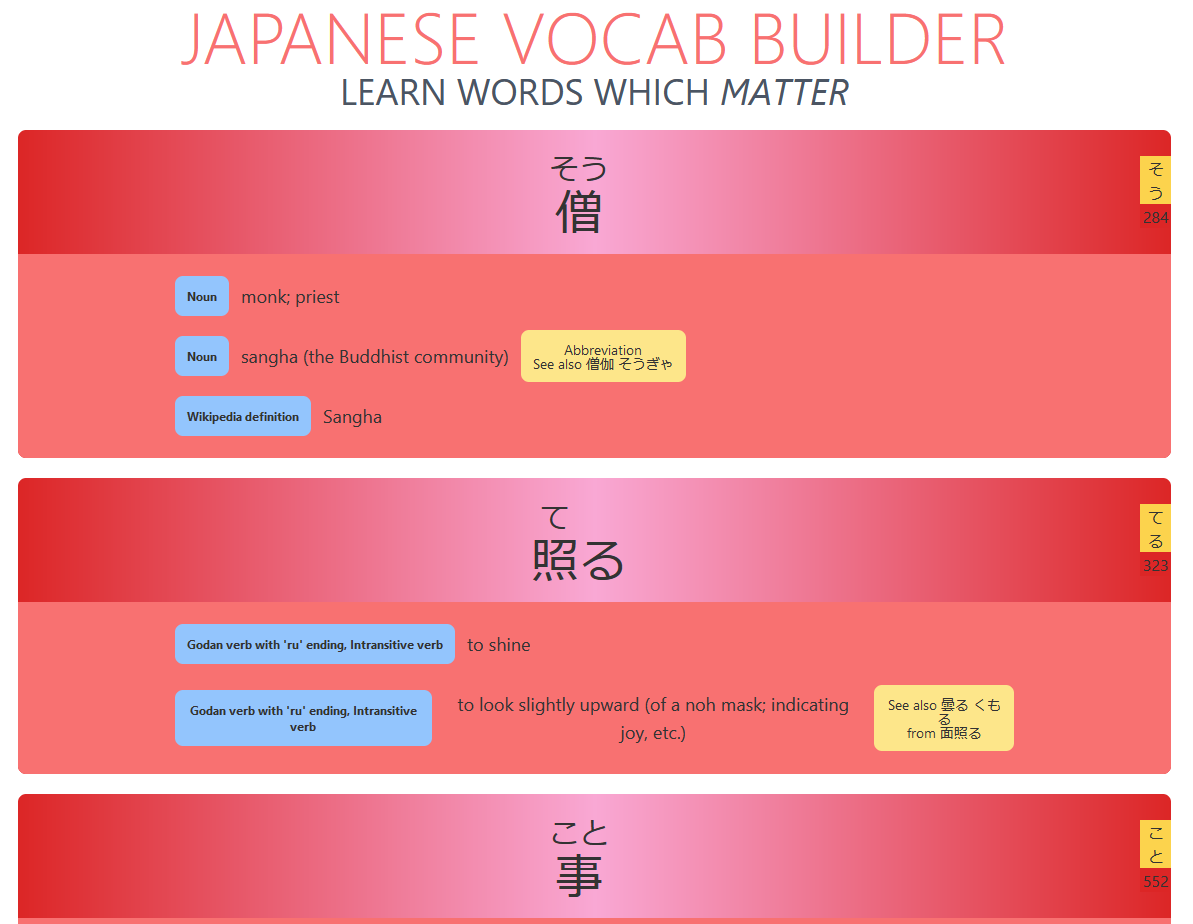 JAPANESE VOCAB BUILDER
LEARN WORDS WHICH MATTER
そう
僧
そ
う
284
Noun
monk; priest
Noun
sangha (the Buddhist community)
Abbreviation
See also 僧伽 そうぎゃ
Wikipedia definition
Sangha
て
照る
て
る
323
Godan verb with 'ru' ending, Intransitive verb
to shine
Godan verb with 'ru' ending, Intransitive
verb
to look slightly upward (of a noh mask; indicating
joy, etc.)
See also 曇る くも
る
from 面照る
こと
事
こ
と
552